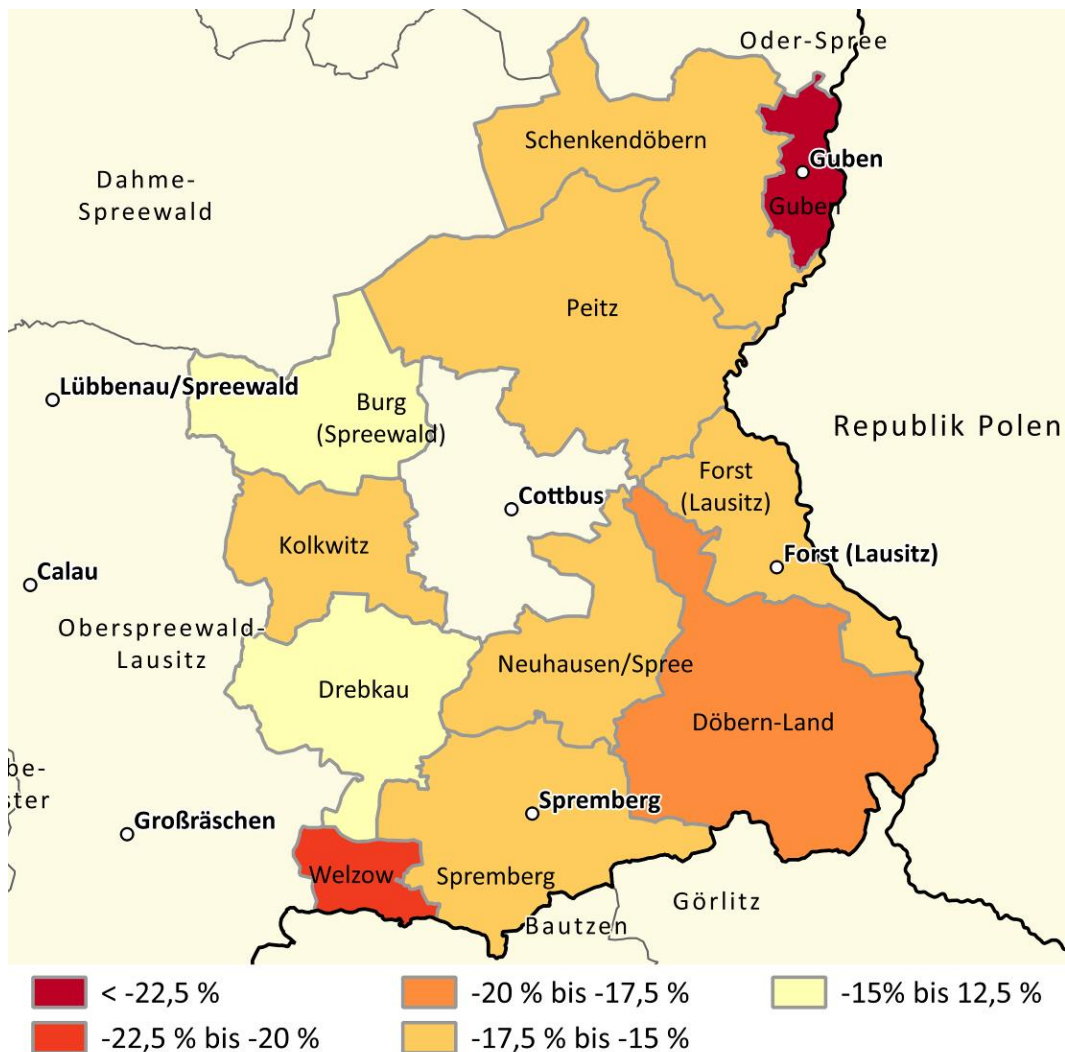 Oder-Spree
Schenkendöbern
Guben
Dahme-
Spreewald
Guben
Peitz
Lübbenau/Spreewald
Burg
(Spreewald)
Republik Polen
Forst
(Lausitz)
Cottbus
Kolkwitz
Forst (Lausitz)
Calau
Oberspreewald-
Lausitz
Neuhausen/Spree
Drebkau
Döbern-Land
be-
ster
Spremberg
Großräschen
Welzow
Spremberg
Görlitz
Bautzen
< -22,5 %
-20 % bis -17,5 %
-15% bis 12,5 %
-22,5 % bis -20 %
-17,5 % bis -15 %